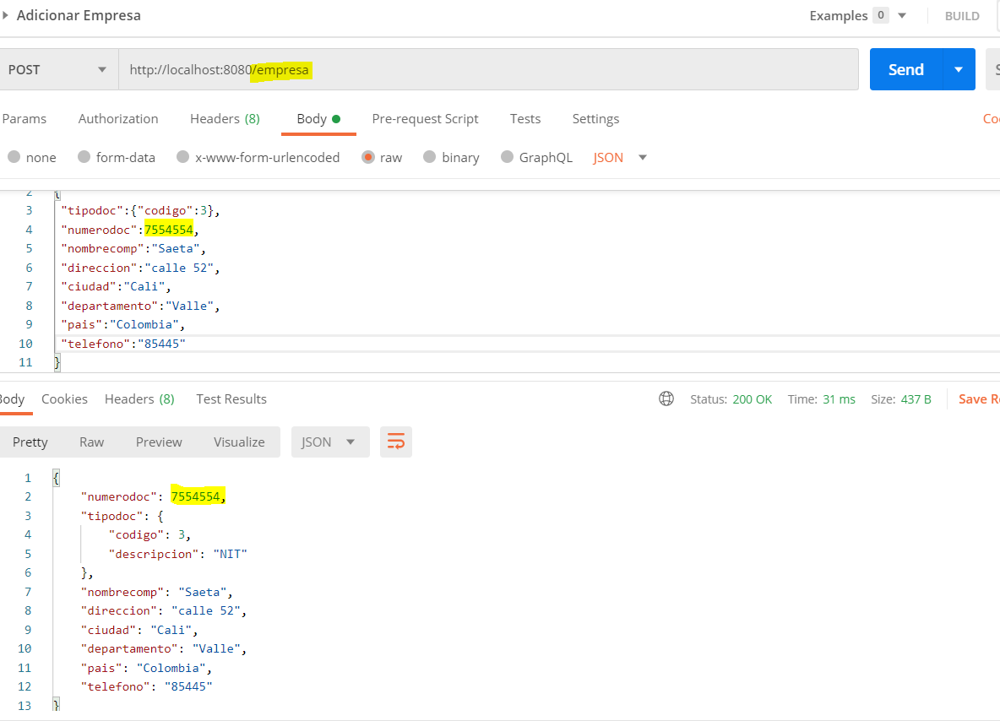 Adicionar Empresa Examples 0 BUILD
POST http://localhost:8080/empresa Send
Params Authorization Headers (8) Body Pre-request Script Tests Settings
none form-data x-www-form-urlencoded raw binary GraphQL JSON
2 {
3 "tipodoc":{"codigo":3},
4 "numerodoc":7554554,
5 "nombrecomp":"Saeta",
6 "direccion":"calle 52",
7 "ciudad":"Cali",
8 "departamento":"Valle",
9 "pais":"Colombia",
10 "telefono":"85445"
11 }
Body Cookies Headers (8) Test Results Status: 200 OK Time: 31 ms Size: 437 B Save
Pretty Raw Preview Visualize JSON
1 {
2 "numerodoc": 7554554,
3 "tipodoc": {
4 "codigo": 3,
5 "descripcion": "NIT"
6 },
7 "nombrecomp": "Saeta",
8 "direccion": "calle 52",
9 "ciudad": "Cali",
10 "departamento": "Valle",
11 "pais": "Colombia",
12 "telefono": "85445"
13 }